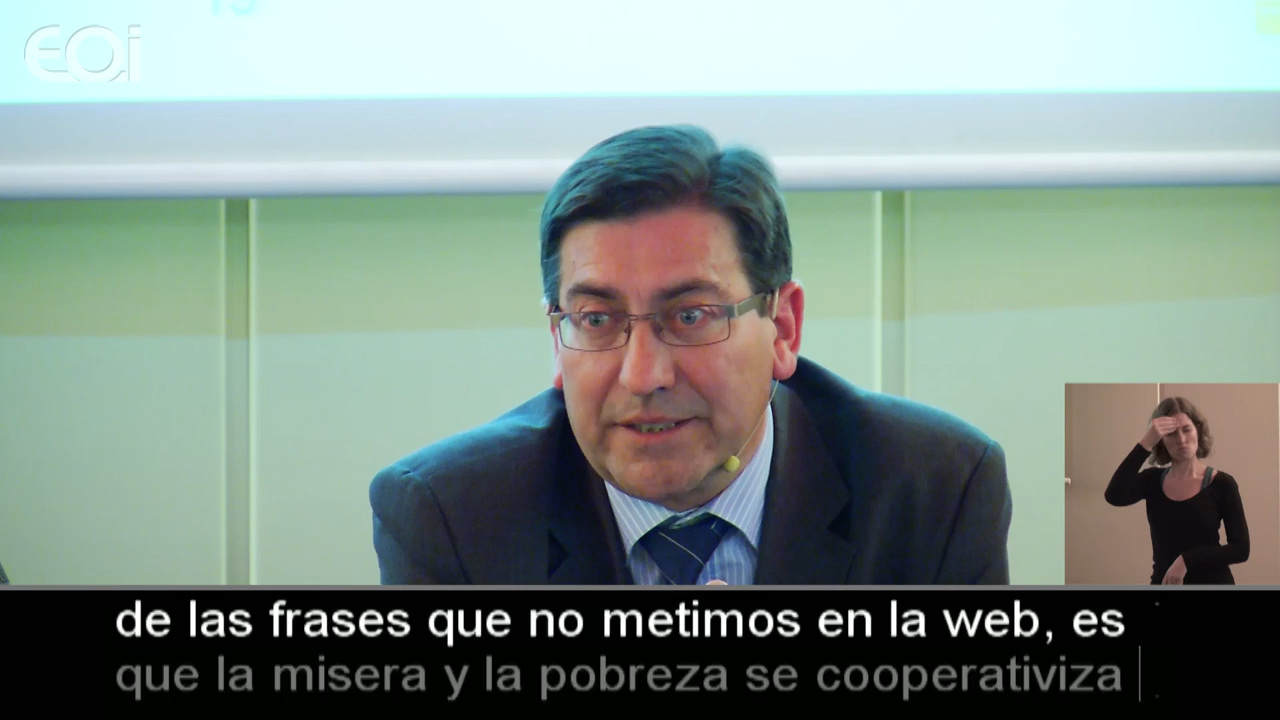 EOi
de las frases que no metimos en la web, es
que la misera y la pobreza se cooperativiza